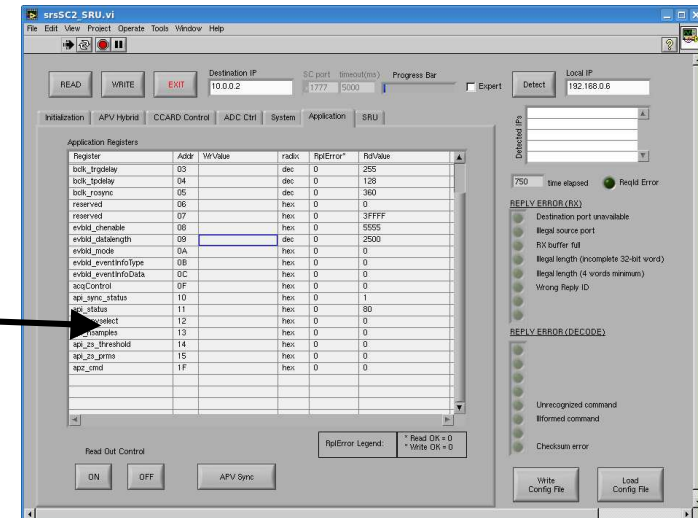 srsSC2_SRU.vi
File Edit View Project Operate Tools Window Help
READ WRITE EXIT Destination IP 10.0.0.2 SC port 1777 timeout(ms) 5000 Progress Bar Expert Detect Local IP 192.168.0.6
Initialization APV Hybrid CCARD Control ADC Ctrl System Application SRU
Application Registers
Register Addr WrValue radix RplError* RdValue
bclk_trgdelay 03 dec 0 255
bclk_tpdelay 04 dec 0 128
bclk_rosync 05 dec 0 360
reserved 06 hex 0 0
reserved 07 hex 0 3FFFF
evbld_chenable 08 hex 0 5555
evbld_datalength 09 dec 0 2500
evbld_mode 0A hex 0 0
evbld_eventInfoType 0B hex 0 0
evbld_eventInfoData 0C hex 0 0
acqControl 0F hex 0 0
api_sync_status 10 hex 0 1
api_status 11 hex 0 80
12 hex 0 0
13 hex 0 0
api_zs_threshold 14 hex 0 0
api_zs_prms 15 hex 0 0
apz_cmd 1F hex 0 0
RplError Legend: * Read OK = 0
* Write OK = 0
Read Out Control
ON OFF APV Sync
Detected IPs
750 time elapsed ReqId Error
REPLY ERROR (RX)
Destination port unavailable
Illegal source port
RX buffer full
Illegal length (incomplete 32-bit word)
Illegal length (4 words minimum)
Wrong Reply ID
REPLY ERROR (DECODE)
Unrecognized command
Illformed command
Checksum error
Write Config File
Load Config File